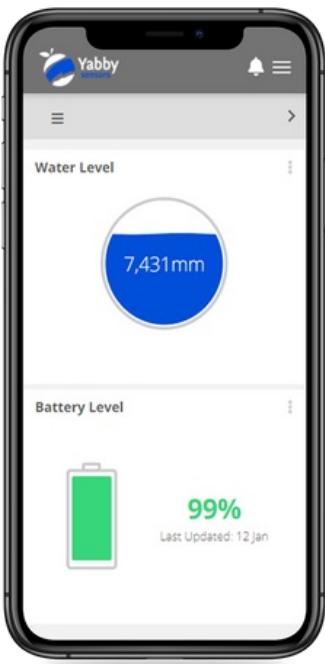 Yabby
sensors
Water Level
7,431mm
Battery Level
99%
Last Updated: 12 Jan